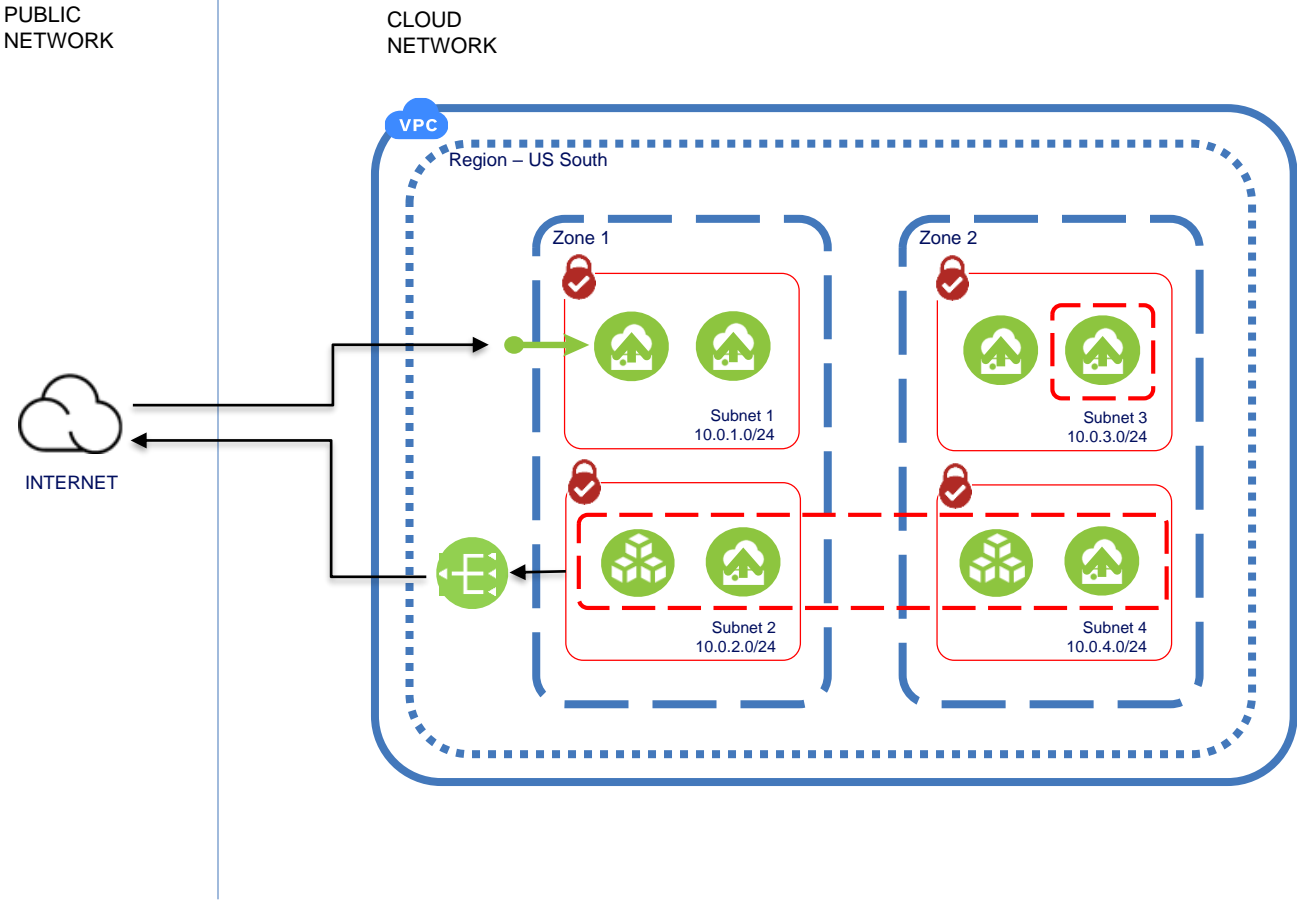 PUBLIC
NETWORK
CLOUD
NETWORK
VPC
Region – US South
Zone 1
Zone 2
Subnet 1
10.0.1.0/24
Subnet 3
10.0.3.0/24
INTERNET
Subnet 2
10.0.2.0/24
Subnet 4
10.0.4.0/24